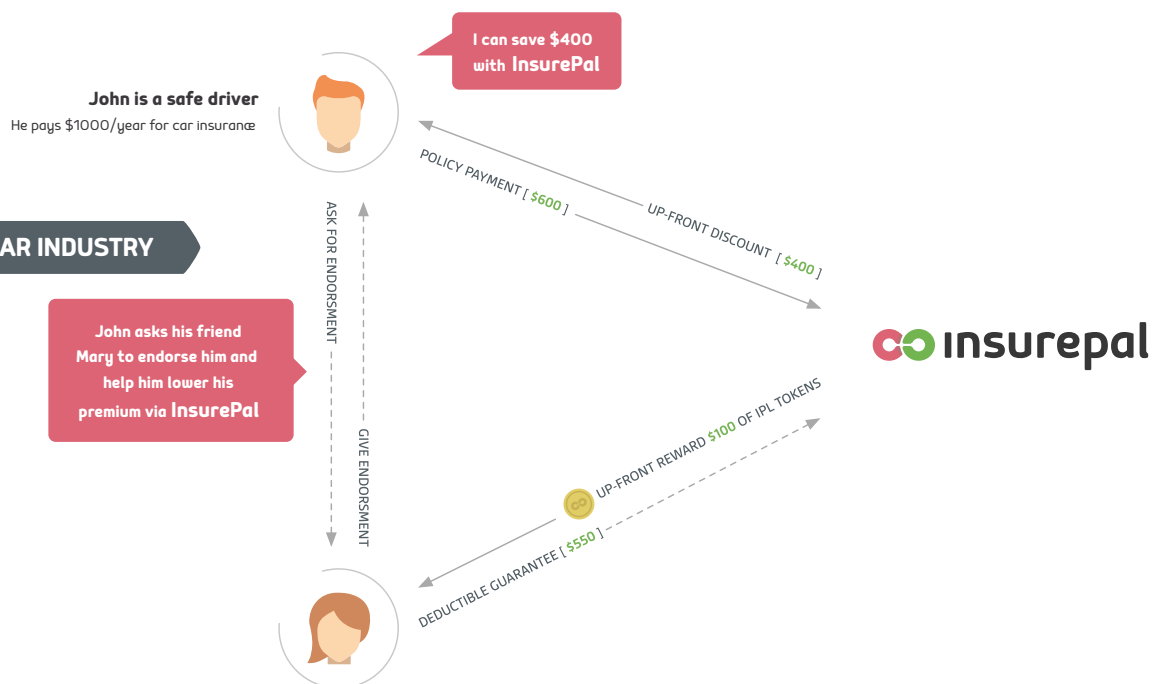 I can save $400
with InsurePal
John is a safe driver
He pays $1000/year for car insurance
POLICY PAYMENT [ $600 ]
UP-FRONT DISCOUNT [ $400 ]
ASK FOR ENDORSMENT
AR INDUSTRY
John asks his friend
Mary to endorse him and
help him lower his
premium via InsurePal
insurepal
GIVE ENDORSMENT
UP-FRONT REWARD $100 OF IPL TOKENS
DEDUCTIBLE GUARANTEE [ $550 ]